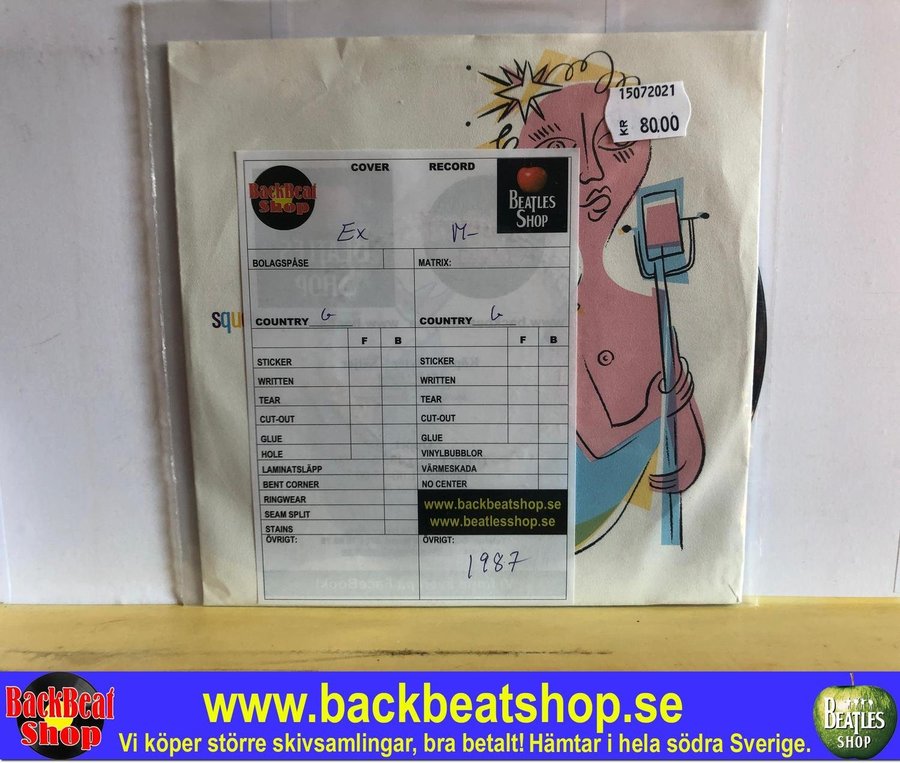 15072021
KR 80.00
COVER RECORD
BackBeat Shop
BEATLES SHOP
Ex M-
BOLAGSPÅSE MATRIX:
squ
COUNTRY G COUNTRY G
F B F B
STICKER STICKER
WRITTEN WRITTEN
TEAR TEAR
CUT-OUT CUT-OUT
GLUE GLUE
HOLE VINYLBUBBLOR
LAMINATSLÄPP VÄRMESKADA
BENT CORNER NO CENTER
RINGWEAR
www.backbeatshop.se
SEAM SPLIT
www.beatlesshop.se
STAINS
ÖVRIGT: ÖVRIGT:
1987
BackBeat Shop
www.backbeatshop.se
Vi köper större skivsamlingar, bra betalt! Hämtar i hela södra Sverige.
BEATLES SHOP